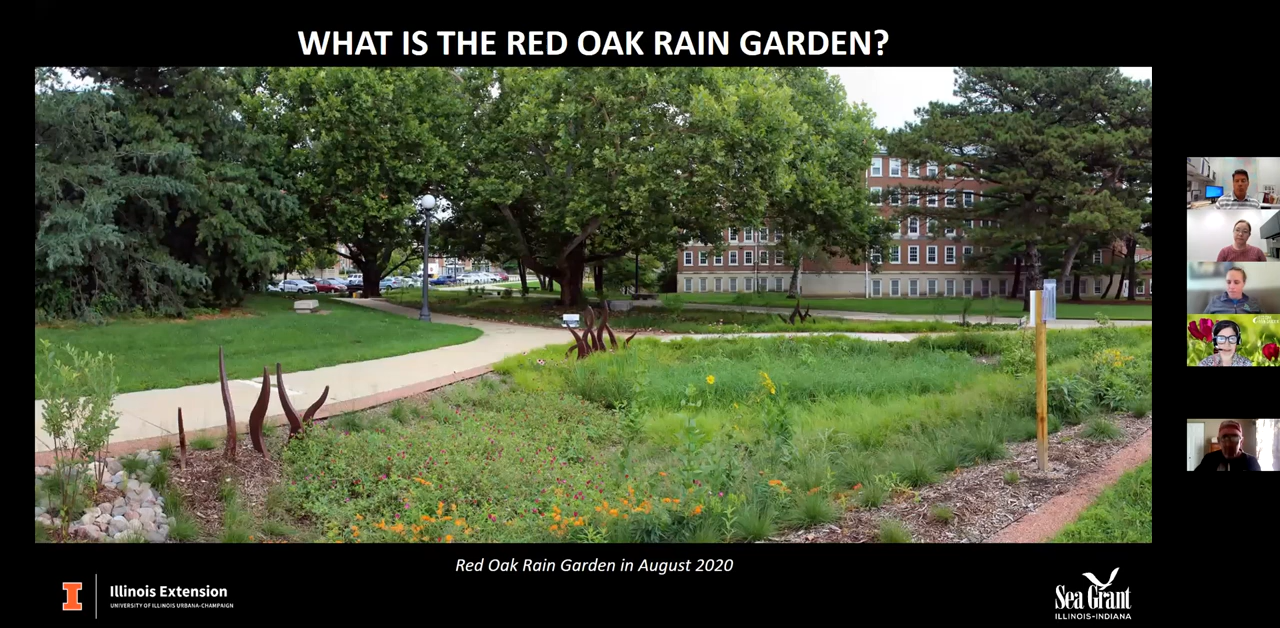 WHAT IS THE RED OAK RAIN GARDEN?
Red Oak Rain Garden in August 2020
I
Illinois Extension
UNIVERSITY OF ILLINOIS URBANA-CHAMPAIGN
Sea Grant
ILLINOIS-INDIANA